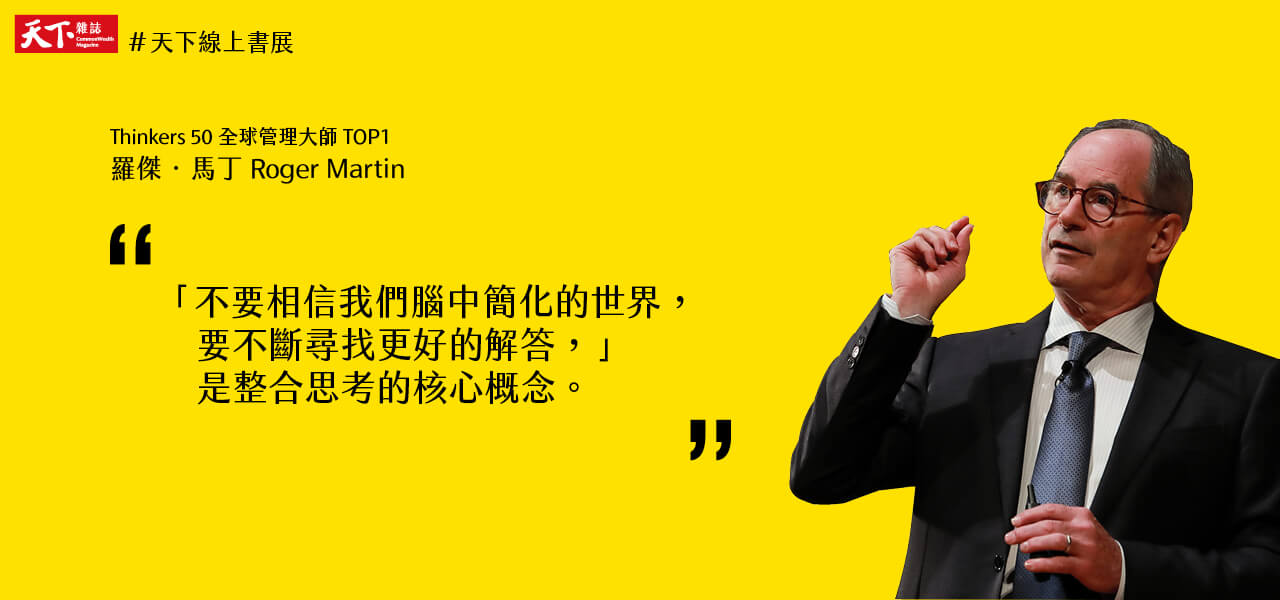 天下雜誌
CommonWealth
Magazine
#天下線上書展
Thinkers 50 全球管理大師 TOP1
羅傑・馬丁 Roger Martin
“
「不要相信我們腦中簡化的世界，
要不斷尋找更好的解答，」
是整合思考的核心概念。
”